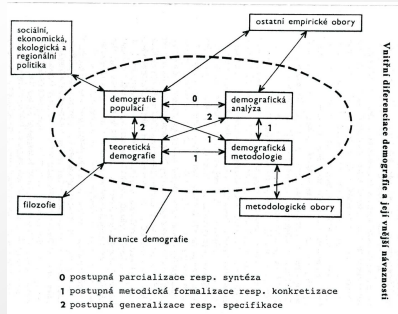 sociální,
ekonomická,
ekologická a
regionální
politika
ostatní empirické obory
demografie
populací
0
demografická
analýza
2
2
1
1
teoretická
demografie
1
demografická
metodologie
filozofie
metodologické obory
hranice demografie
0 postupná parcializace resp. syntéza
1 postupná metodická formalizace resp. konkretizace
2 postupná generalizace resp. specifikace
Vnitřní diferenciace demografie a její vnější návaznosti